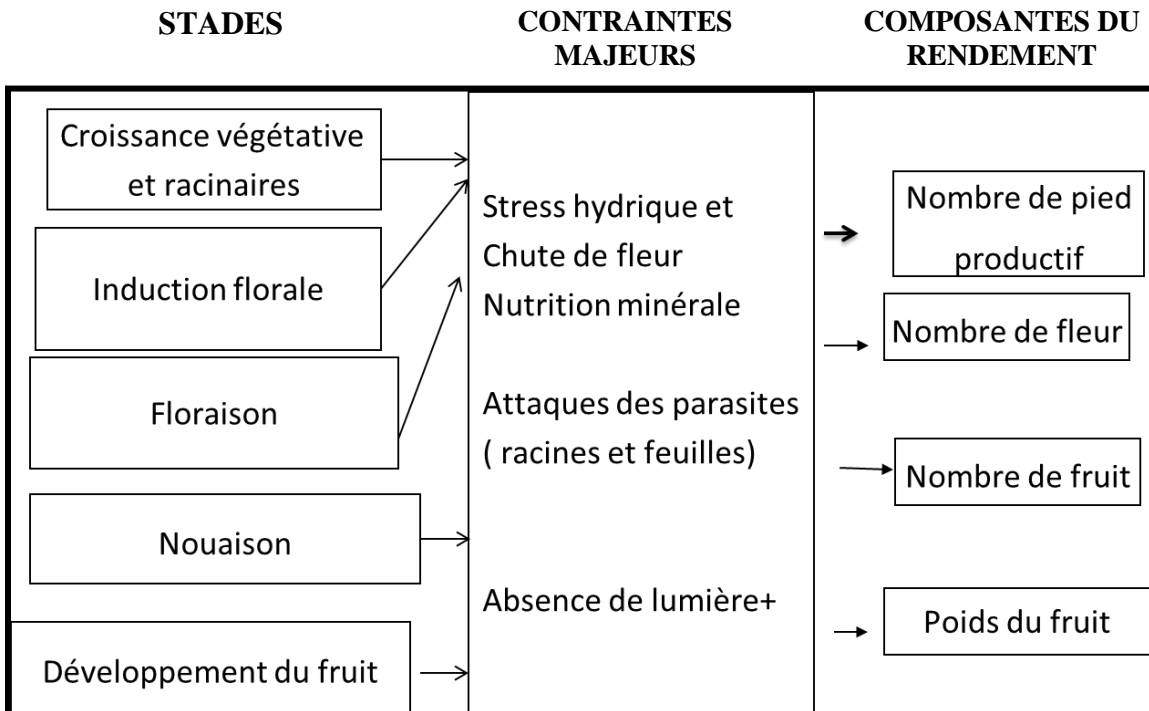 STADES
CONTRAINTES
MAJEURS
COMPOSANTES DU
RENDEMENT
Croissance végétative
et racinaires
Induction florale
Floraison
Nouaison
Développement du fruit
Stress hydrique et
Chute de fleur
Nutrition minérale
Attaques des parasites
( racines et feuilles)
Absence de lumière+
Nombre de pied
productif
Nombre de fleur
Nombre de fruit
Poids du fruit